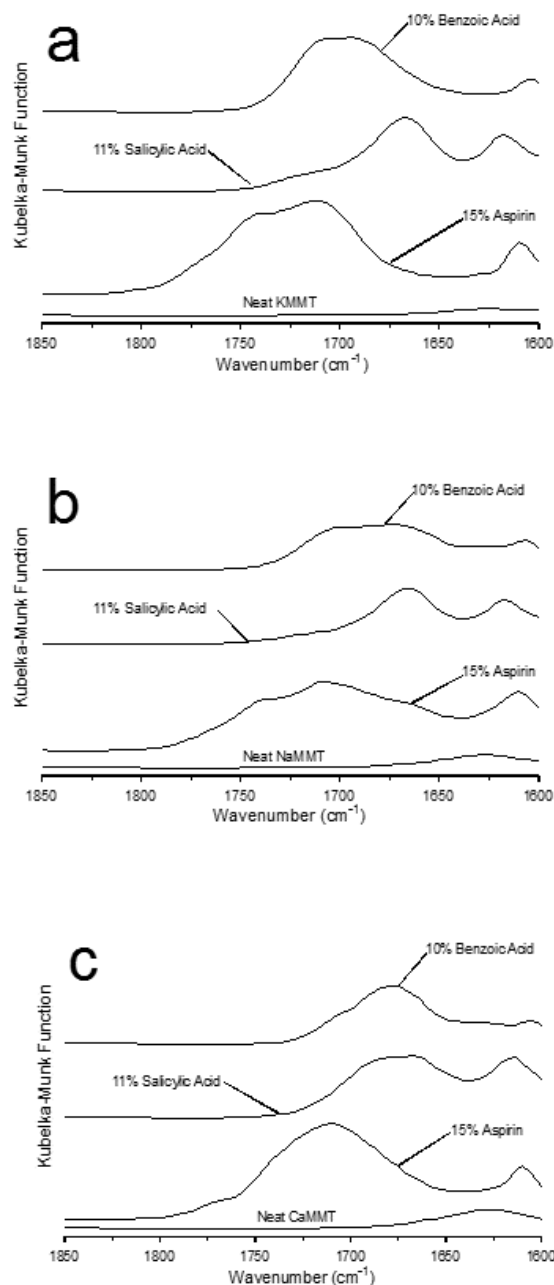 a
10% Benzoic Acid
11% Salicylic Acid
15% Aspirin
Neat KMMT
Kubelka-Munk Function
1850 1800 1750 1700 1650 1600
Wavenumber (cm⁻¹)
b
10% Benzoic Acid
11% Salicylic Acid
15% Aspirin
Neat NaMMT
Kubelka-Munk Function
1850 1800 1750 1700 1650 1600
Wavenumber (cm⁻¹)
c
10% Benzoic Acid
11% Salicylic Acid
15% Aspirin
Neat CaMMT
Kubelka-Munk Function
1850 1800 1750 1700 1650 1600
Wavenumber (cm⁻¹)